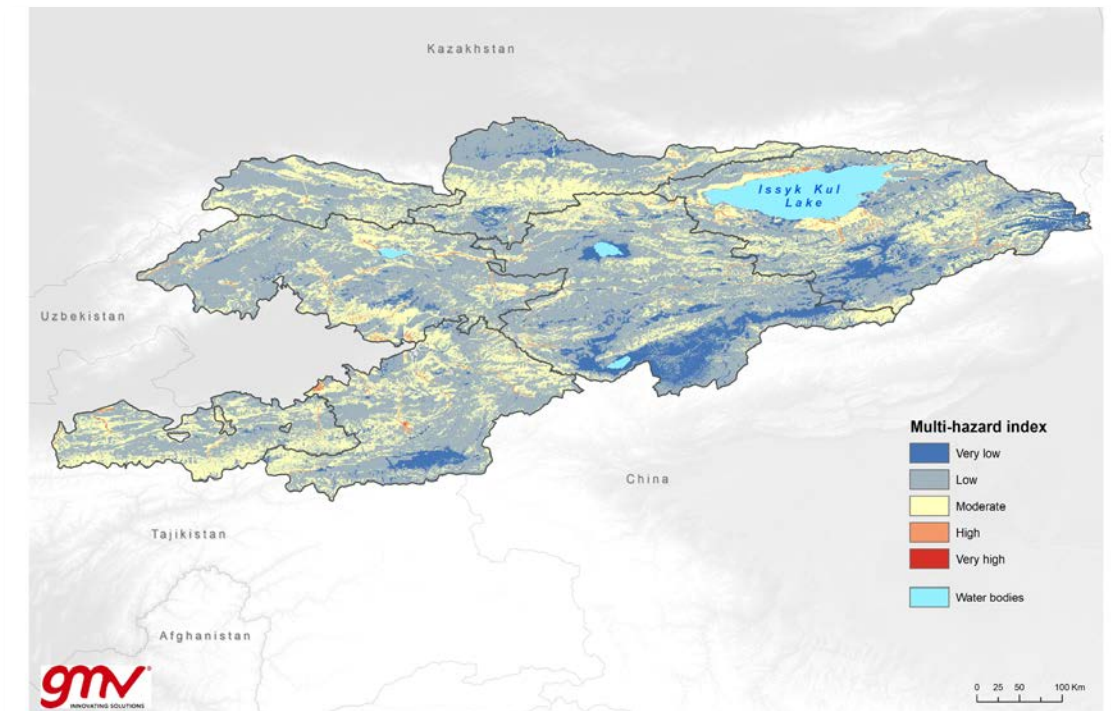 Kazakhstan
Issyk Kul
Lake
Uzbekistan
Multi-hazard index
Very low
Low
Moderate
High
Very high
Water bodies
China
Tajikistan
Afghanistan
gmv®
INNOVATING SOLUTIONS
0 25 50 100 Km